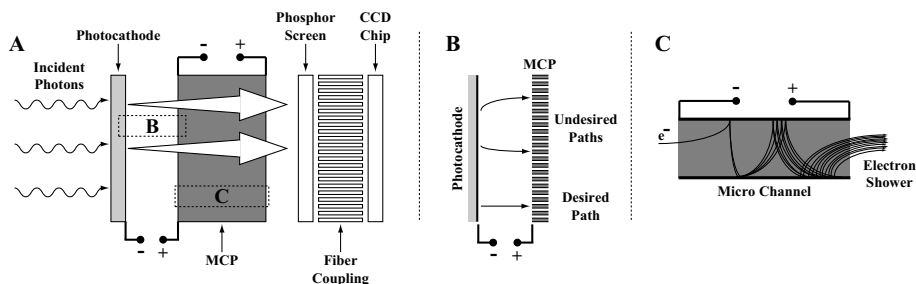 A
Photocathode
Incident
Photons
- +
Phosphor
Screen
CCD
Chip
B
C
- +
MCP
Fiber
Coupling
B
MCP
Photocathode
Undesired
Paths
Desired
Path
- +
C
- +
e-
Micro Channel
Electron
Shower